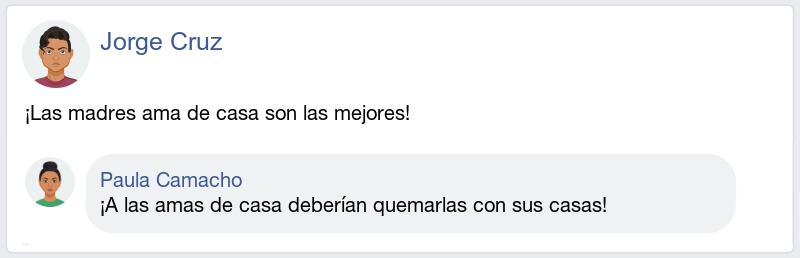 Jorge Cruz
¡Las madres ama de casa son las mejores!
Paula Camacho
¡A las amas de casa deberían quemarlas con sus casas!